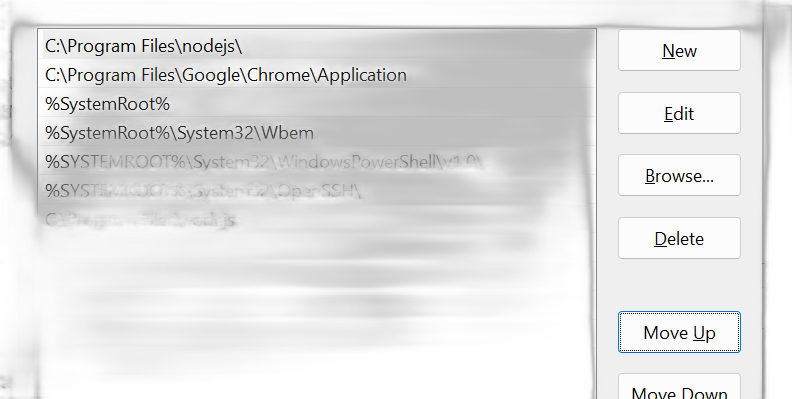 C:\Program Files\nodejs\
C:\Program Files\Google\Chrome\Application
%SystemRoot%
%SystemRoot%\System32\Wbem
%SYSTEMROOT%\System32\WindowsPowerShell\v1.0\
%SYSTEMROOT%\System32\OpenSSH\
New
Edit
Browse...
Delete
Move Up
Move Down